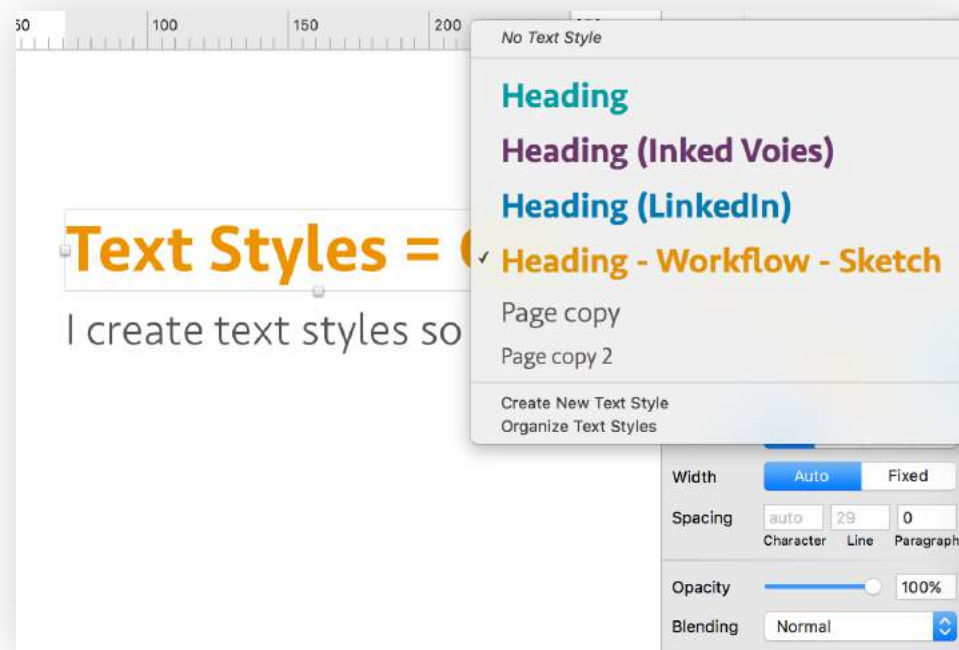 100 150 200
No Text Style
Heading
Heading (Inked Voies)
Heading (LinkedIn)
✓ Heading - Workflow - Sketch
Page copy
Page copy 2
Create New Text Style
Organize Text Styles
Text Styles =
I create text styles so
Width Auto Fixed
Spacing auto 29 0
Character Line Paragraph
Opacity 100%
Blending Normal